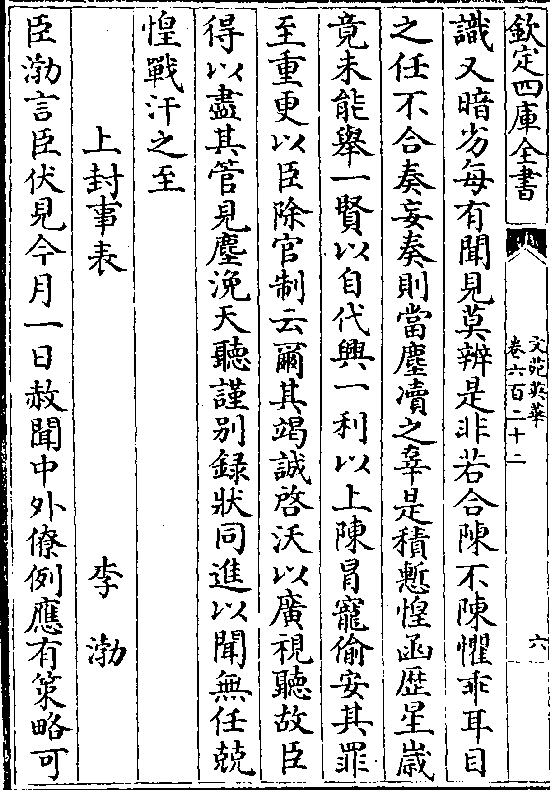 欽定四庫全書
文苑英華
卷六百二十二
六
識又暗劣每有聞見莫辨是非若合陳不陳懼乖耳目
之任不合奏妄奏則當塵凟之辜是積慙惶亟歴星歲
竟未能舉一賢以自代興一利以上陳冒寵偷安其罪
至重更以臣除官制云爾其竭誠啓沃以廣視聽故臣
得以盡其管見塵浼天聽謹别録狀同進以聞無任兢
惶戰汗之至
上封事表
李渤
臣渤言臣伏見今月一日赦聞中外僚例應有策略可